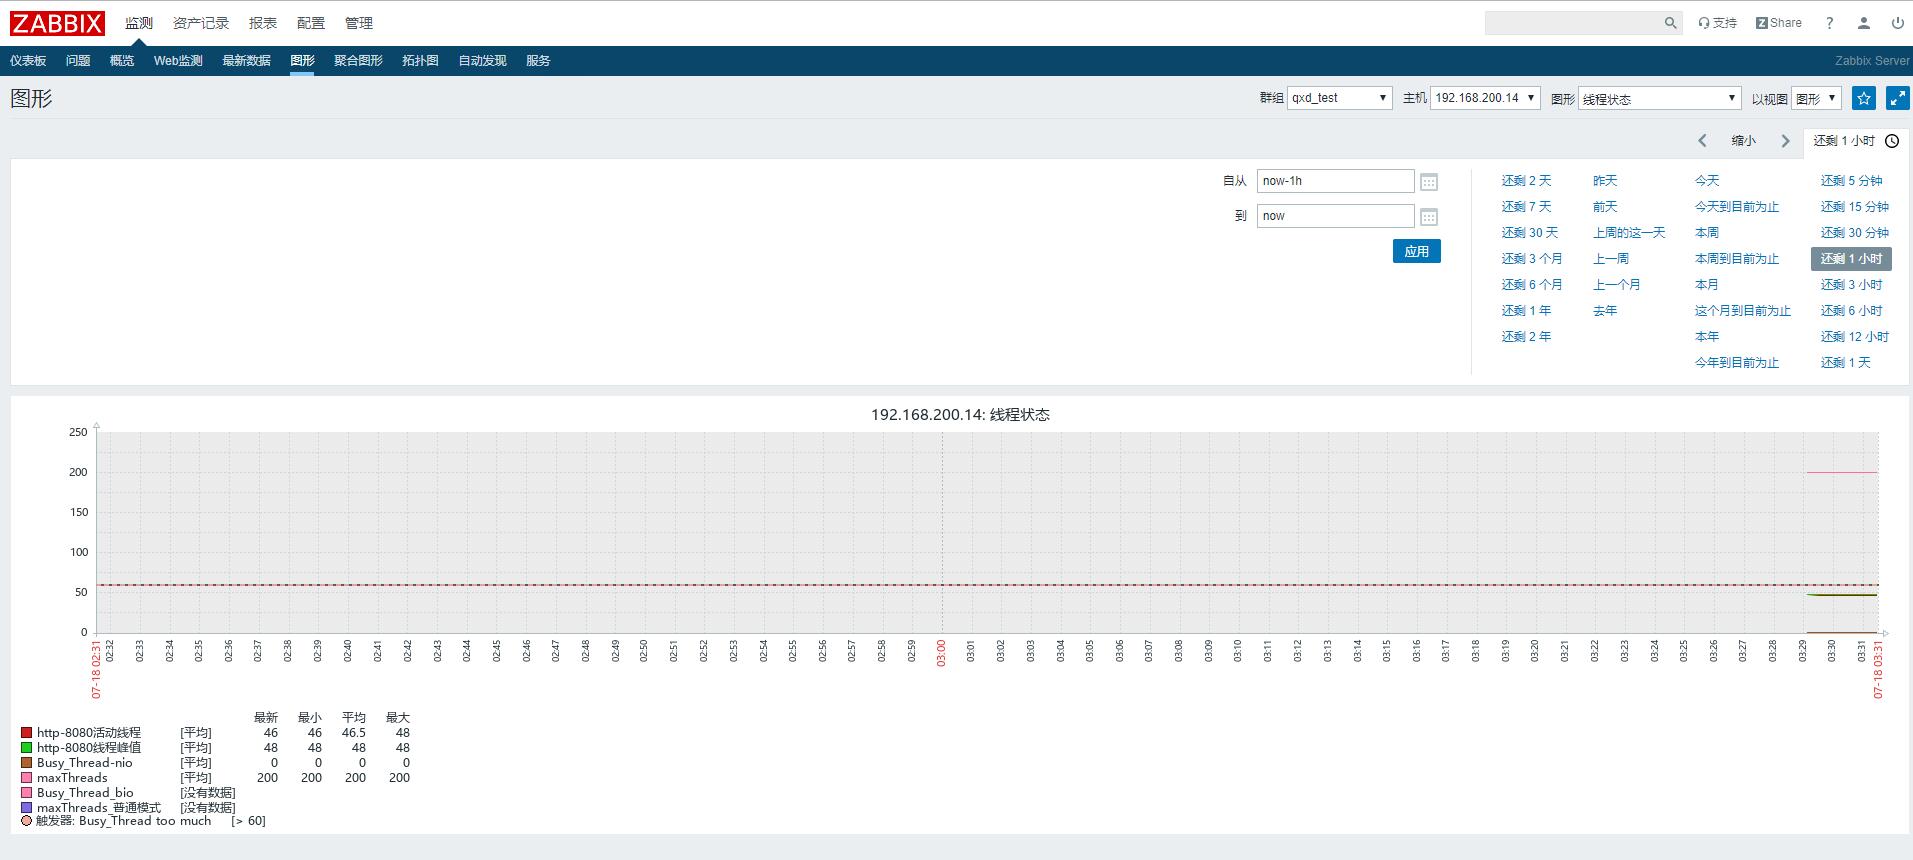 ZABBIX 监测 资产记录 报表 配置 管理 支持 Z Share ?
仪表板 问题 概览 Web监测 最新数据 图形 聚合图形 拓扑图 自动发现 服务 Zabbix Server
图形 群组 qxd_test 主机 192.168.200.14 图形 线程状态 以视图 图形
缩小 还剩 1 小时
自从 now-1h
到 now
应用
还剩 2 天 昨天 今天 还剩 5 分钟
还剩 7 天 前天 今天到目前为止 还剩 15 分钟
还剩 30 天 上周的这一天 本周 还剩 30 分钟
还剩 3 个月 上一周 本周到目前为止 还剩 1 小时
还剩 6 个月 上一个月 本月 还剩 3 小时
还剩 1 年 去年 这个月到目前为止 还剩 6 小时
还剩 2 年 本年 还剩 12 小时
今年到目前为止 还剩 1 天
192.168.200.14: 线程状态
250
200
150
100
50
0
07-18 02:31 02:32 02:33 02:34 02:35 02:36 02:37 02:38 02:39 02:40 02:41 02:42 02:43 02:44 02:45 02:46 02:47 02:48 02:49 02:50 02:51 02:52 02:53 02:54 02:55 02:56 02:57 02:58 02:59 03:00 03:01 03:02 03:03 03:04 03:05 03:06 03:07 03:08 03:09 03:10 03:11 03:12 03:13 03:14 03:15 03:16 03:17 03:18 03:19 03:20 03:21 03:22 03:23 03:24 03:25 03:26 03:27 03:28 03:29 03:30 03:31 07-18 03:31
最新 最小 平均 最大
http-8080活动线程 [平均] 46 46 46.5 48
http-8080线程峰值 [平均] 48 48 48 48
Busy_Thread-nio [平均] 0 0 0 0
maxThreads [平均] 200 200 200 200
Busy_Thread_bio [没有数据]
maxThreads_普通模式 [没有数据]
触发器: Busy_Thread too much [> 60]